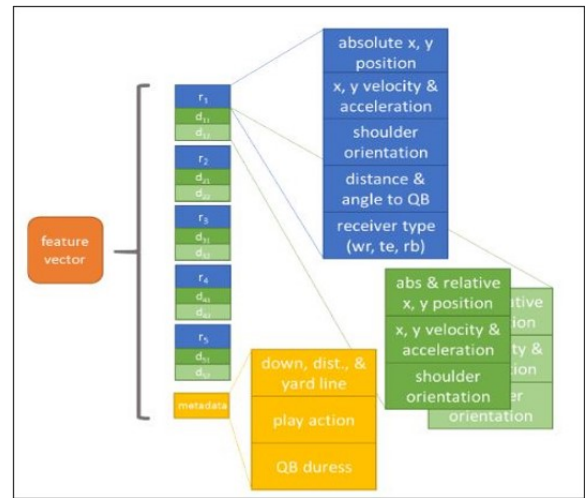 absolute x, y
position
x, y velocity &
acceleration
shoulder
orientation
distance &
angle to QB
receiver type
(wr, te, rb)
feature
vector
r₁
d₁₁
d₁₂
r₂
d₂₁
d₂₂
r₃
d₃₁
d₃₂
r₄
d₄₁
d₄₂
r₅
d₅₁
d₅₂
metadata
abs & relative
x, y position
x, y velocity &
acceleration
shoulder
orientation
orientation
down, dist., &
yard line
play action
QB duress